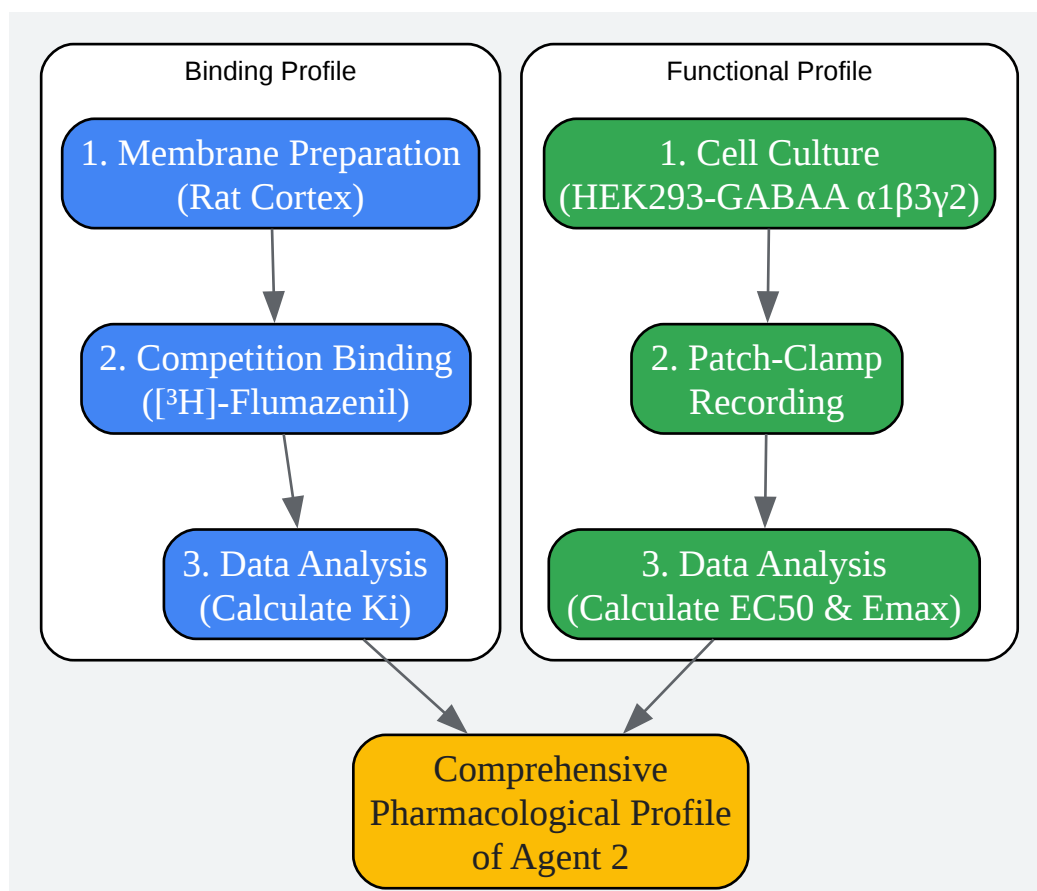 Binding Profile
1. Membrane Preparation
(Rat Cortex)
2. Competition Binding
([³H]-Flumazenil)
3. Data Analysis
(Calculate Ki)
Functional Profile
1. Cell Culture
(HEK293-GABAA α1β3γ2)
2. Patch-Clamp
Recording
3. Data Analysis
(Calculate EC50 & Emax)
Comprehensive
Pharmacological Profile
of Agent 2